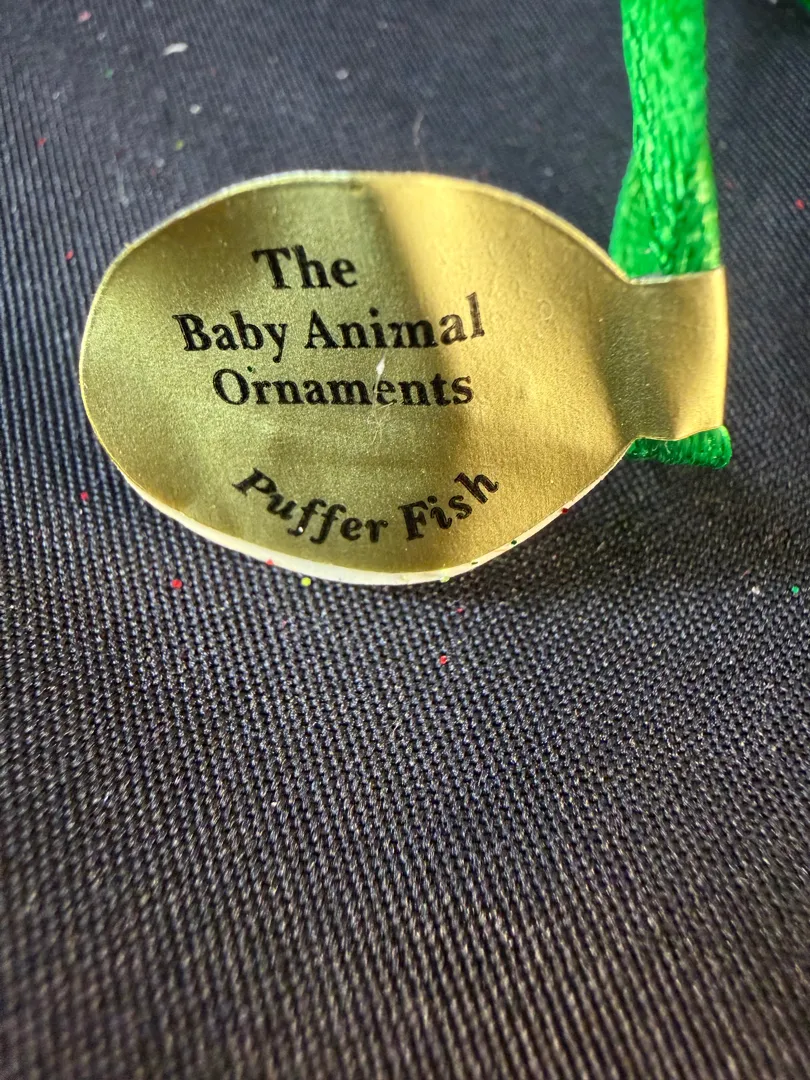 The
Baby Animal
Ornaments
Puffer Fish